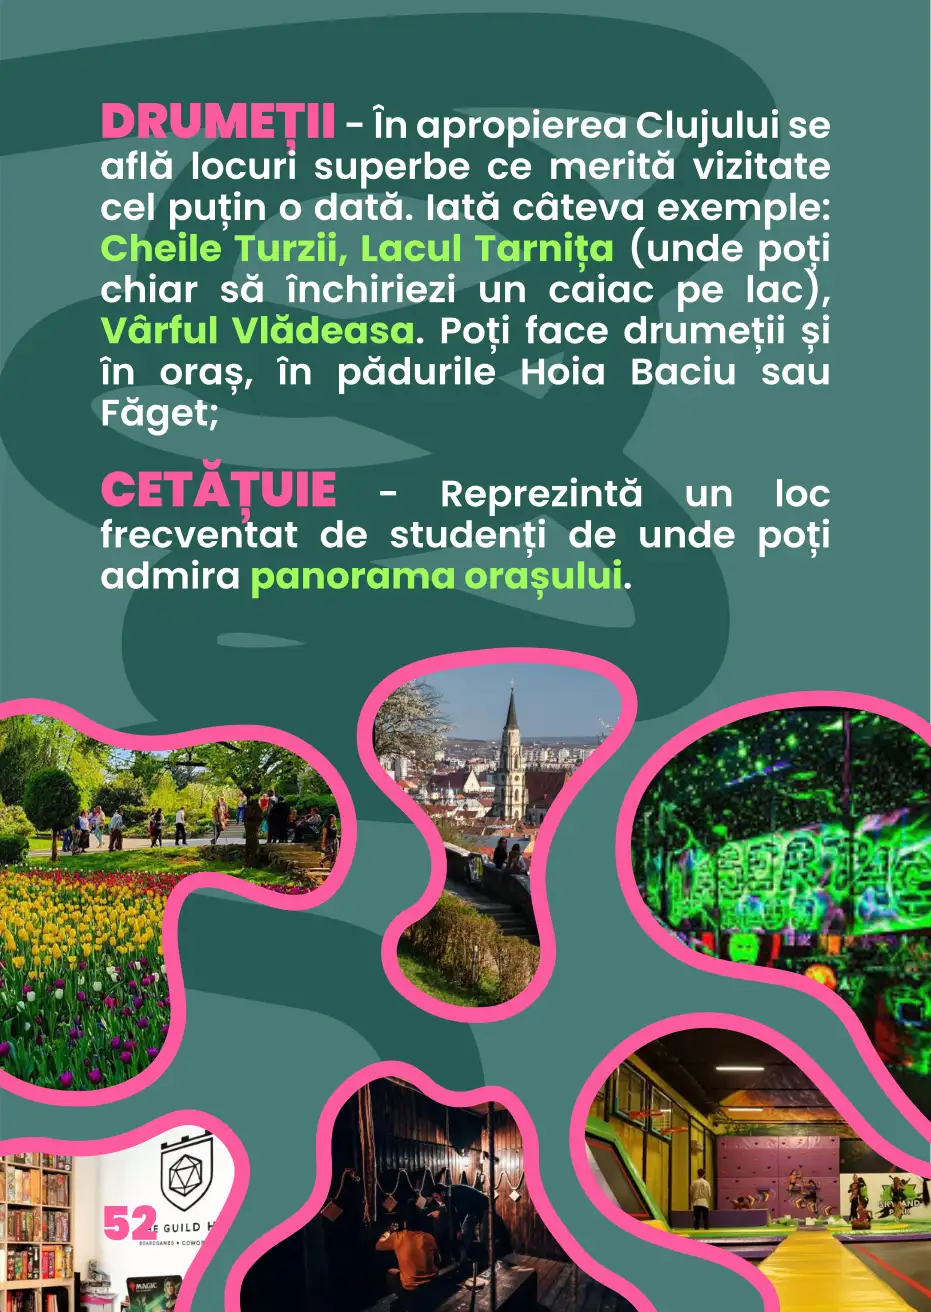 DRUMEȚII – În apropierea Clujului se
află locuri superbe ce merită vizitate
cel puțin o dată. Iată câteva exemple:
Cheile Turzii, Lacul Tarnița (unde poți
chiar să închiriezi un caiac pe lac),
Vârful Vlădeasa. Poți face drumeții și
în oraș, în pădurile Hoia Baciu sau
Făget;
CETĂȚUIE – Reprezintă un loc
frecventat de studenți de unde poți
admira panorama orașului.
52
GUILD
BOARDGAMES •
MAGIC